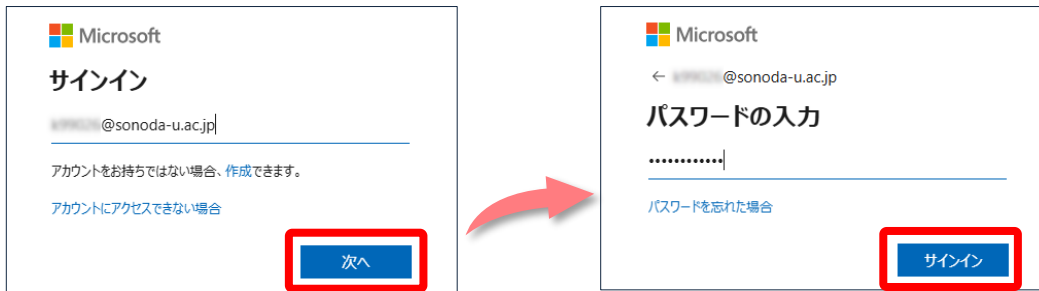 Microsoft
サインイン
@sonoda-u.ac.jp
アカウントをお持ちではない場合、作成できます。
アカウントにアクセスできない場合
次へ
Microsoft
← @sonoda-u.ac.jp
パスワードの入力
••••••••••••
パスワードを忘れた場合
サインイン